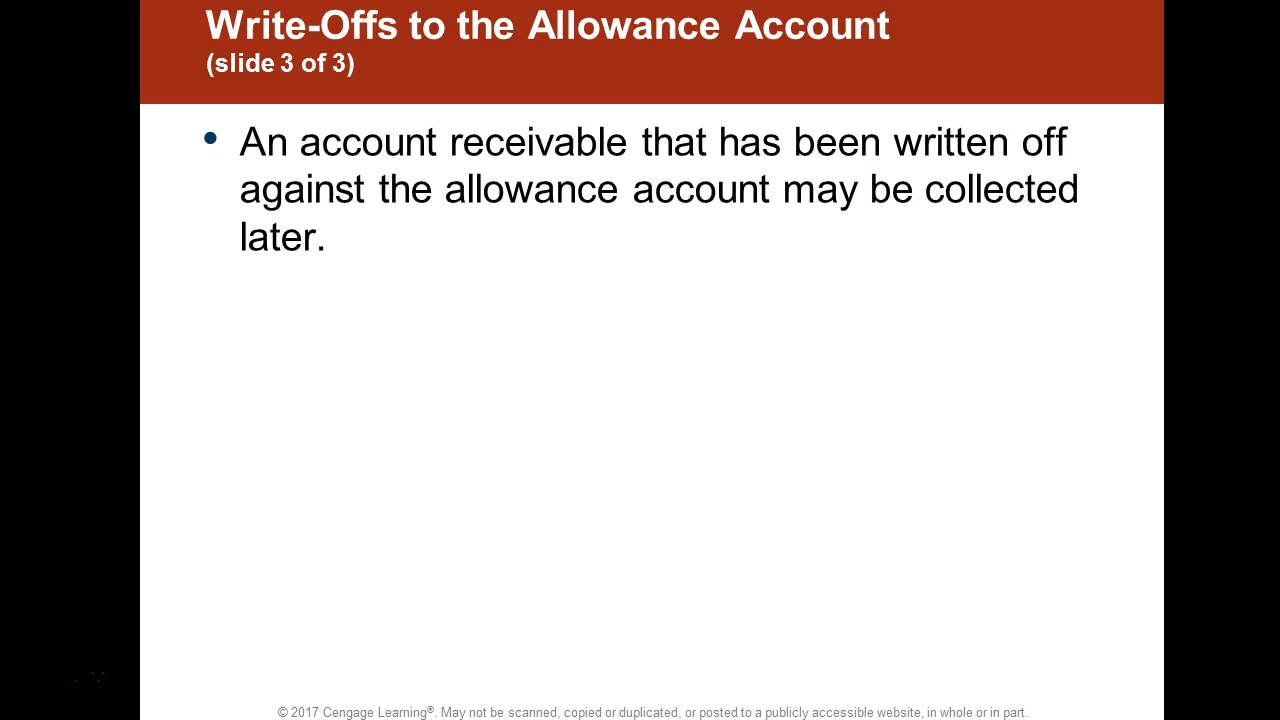 Write-Offs to the Allowance Account
(slide 3 of 3)
• An account receivable that has been written off
against the allowance account may be collected
later.
© 2017 Cengage Learning®. May not be scanned, copied or duplicated, or posted to a publicly accessible website, in whole or in part.